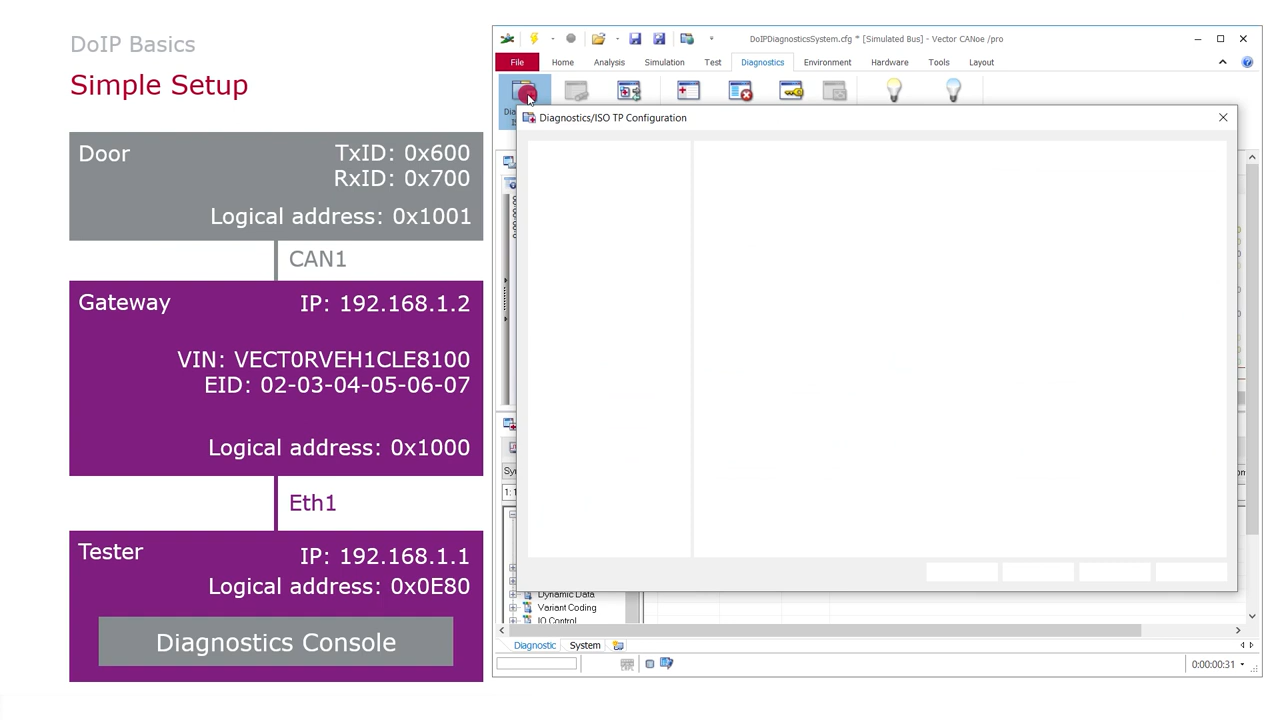 DoIP Basics
Simple Setup
Door
TxID: 0x600
RxID: 0x700
Logical address: 0x1001
CAN1
Gateway
IP: 192.168.1.2
VIN: VECT0RVEH1CLE8100
EID: 02-03-04-05-06-07
Logical address: 0x1000
Eth1
Tester
IP: 192.168.1.1
Logical address: 0x0E80
Diagnostics Console
DoIPDiagnosticsSystem.cfg * [Simulated Bus] - Vector CANoe /pro
File Home Analysis Simulation Test Diagnostics Environment Hardware Tools Layout
Diagnostics/ISO TP Configuration
Dynamic Data
Variant Coding
IO Control
Diagnostic System
0:00:00:31